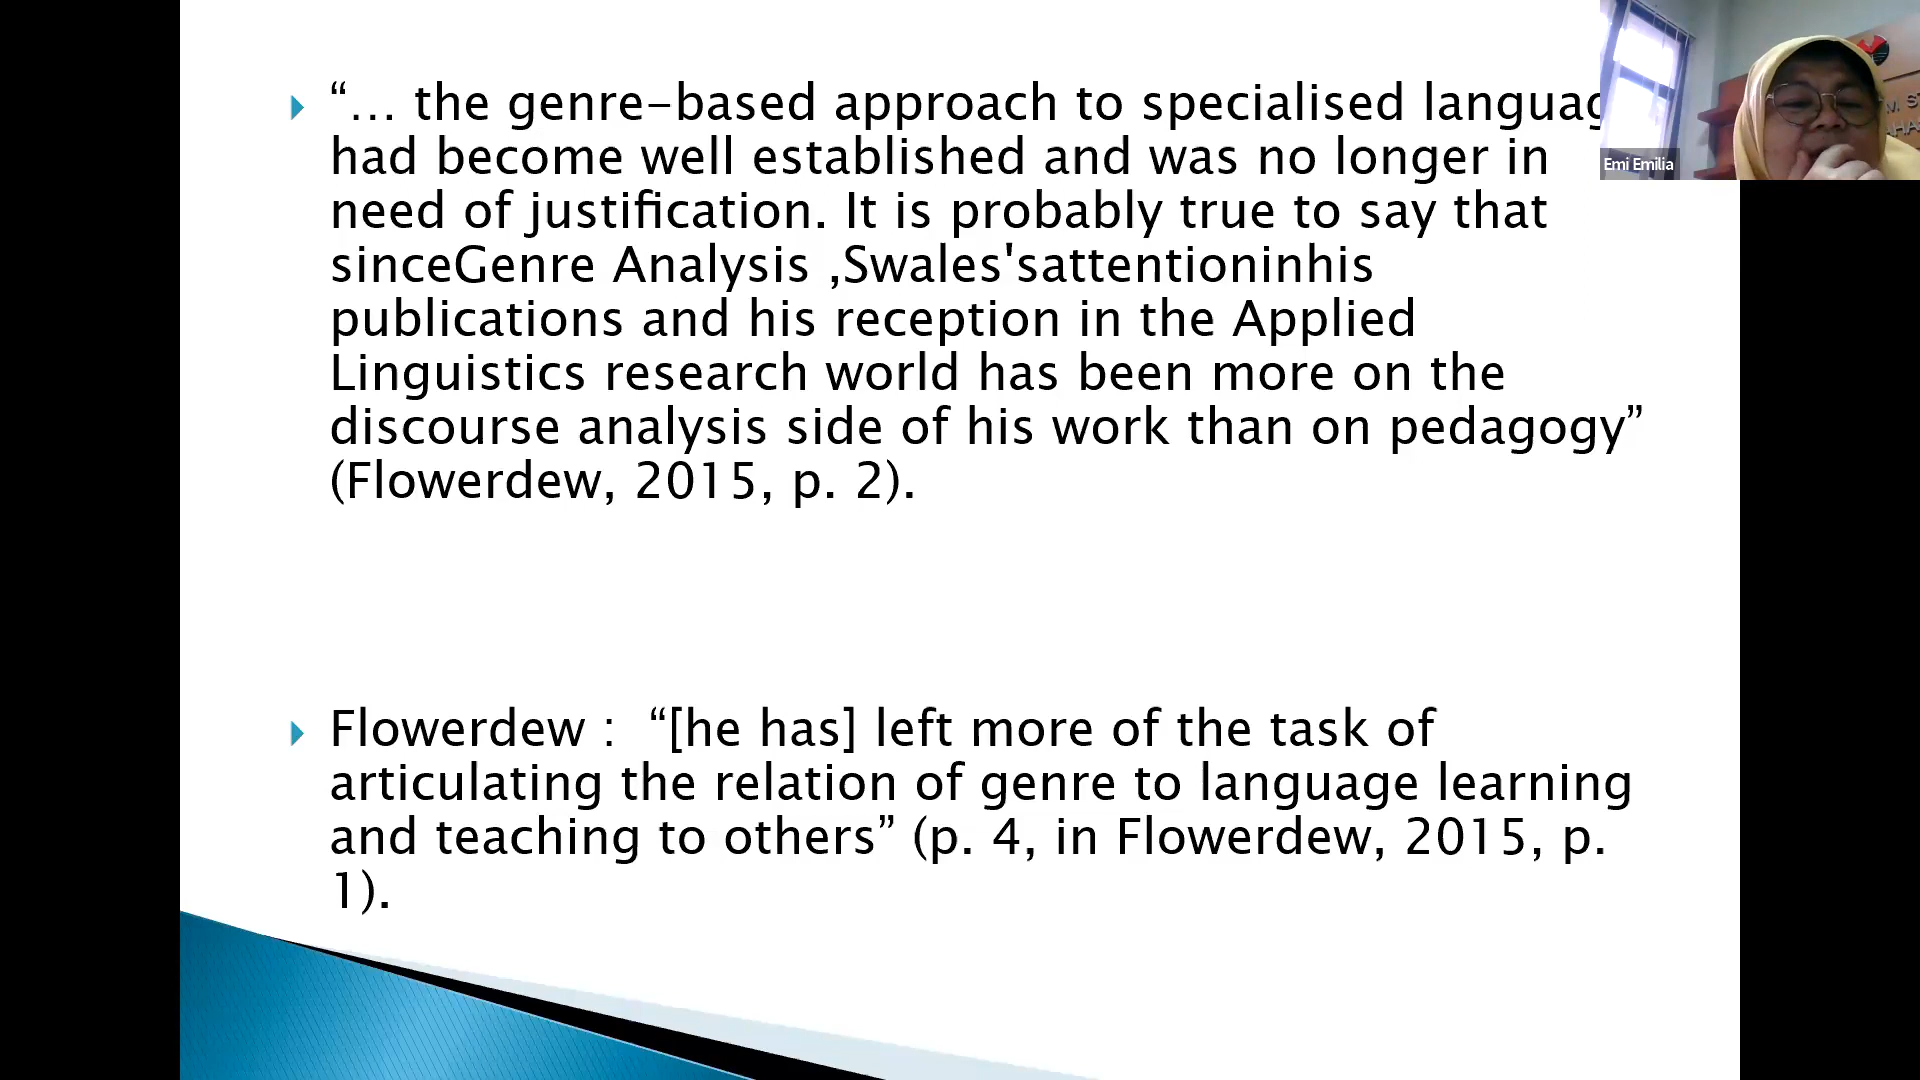 “... the genre-based approach to specialised
had become well established and was no longer in
need of justification. It is probably true to say that
sinceGenre Analysis ,Swales'sattentioninhis
publications and his reception in the Applied
Linguistics research world has been more on the
discourse analysis side of his work than on pedagogy”
(Flowerdew, 2015, p. 2).
Flowerdew : “[he has] left more of the task of
articulating the relation of genre to language learning
and teaching to others” (p. 4, in Flowerdew, 2015, p.
1).
Emi Emilia